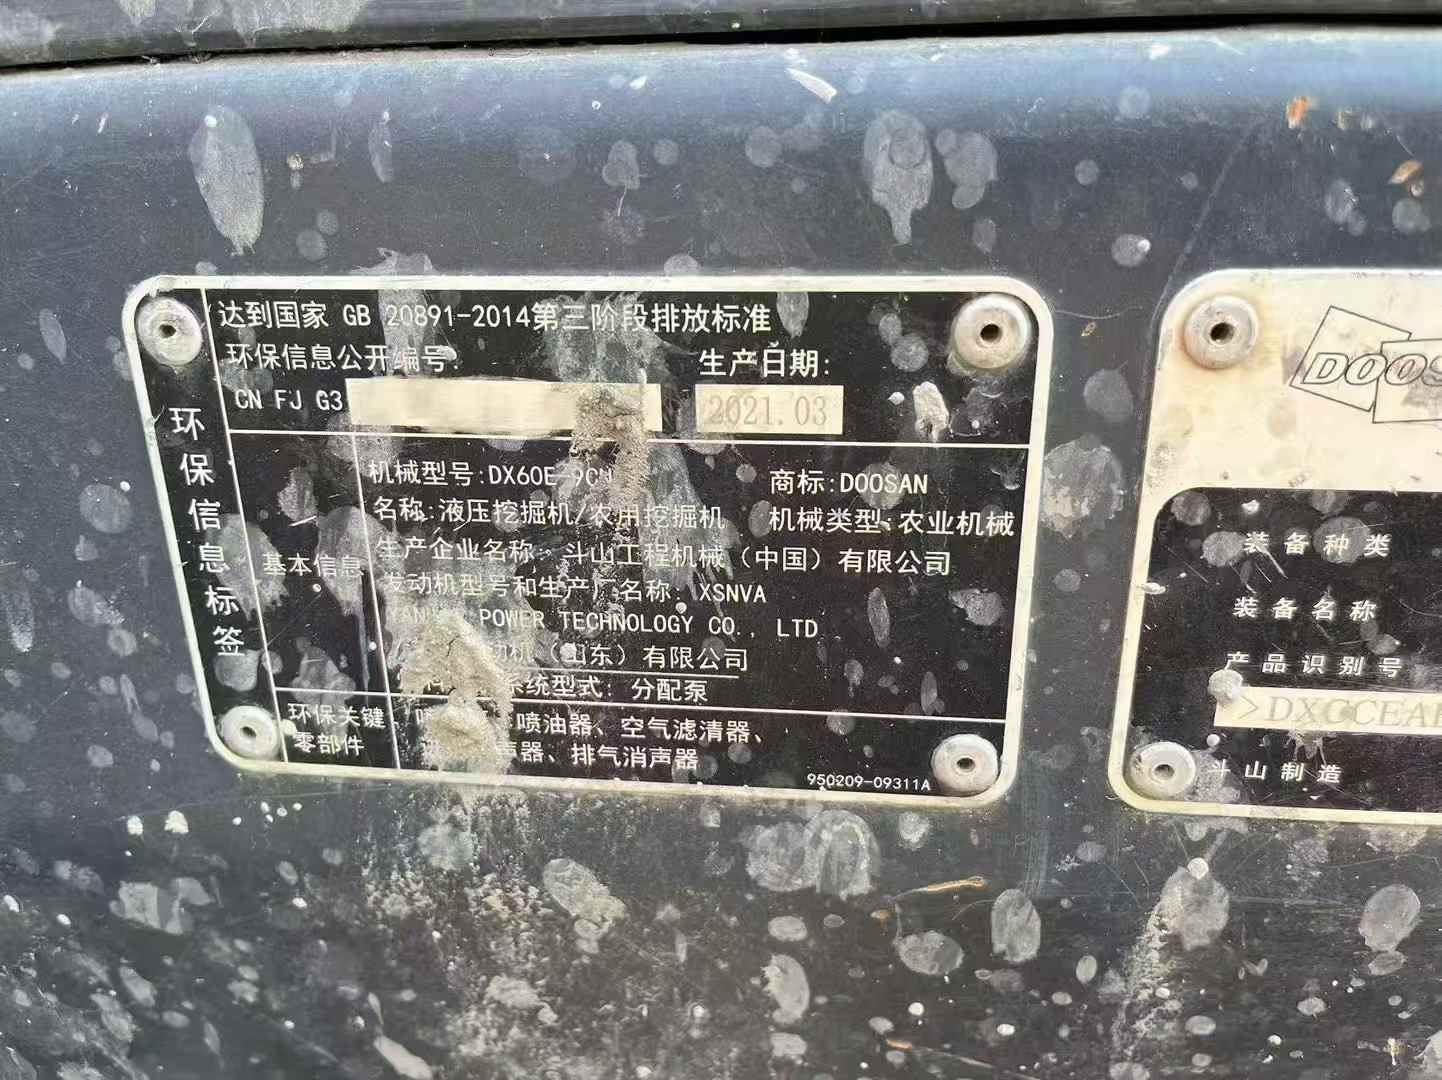 达到国家 GB 20891-2014第三阶段排放标准
环保信息公开编号:
生产日期:
CN FJ G3
2021.03
环保信息标签
基本信息
机械型号:DX60E-9CN
商标:DOOSAN
名称:液压挖掘机/农用挖掘机
机械类型:农业机械
生产企业名称:斗山工程机械(中国)有限公司
发动机型号和生产厂名称: XSNVA
POWER TECHNOLOGY CO., LTD
动机(山东)有限公司
系统型式: 分配泵
环保关键
零部件
喷油器、空气滤清器、
声器、排气消声器
950209-09311A
装备种类
装备名称
产品识别号
>DXCCEA
斗山制造